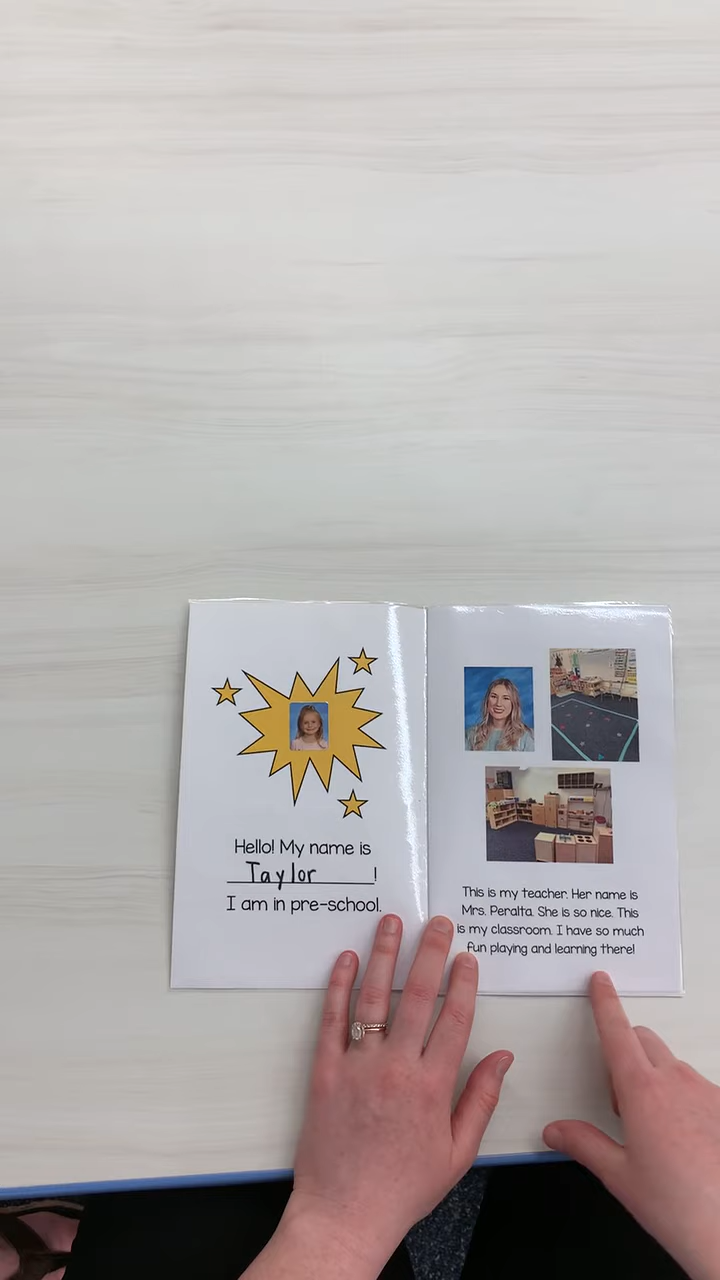 Hello! My name is
Taylor!
I am in pre-school.
This is my teacher. Her name is
Mrs. Peralta. She is so nice. This
is my classroom. I have so much
fun playing and learning there!